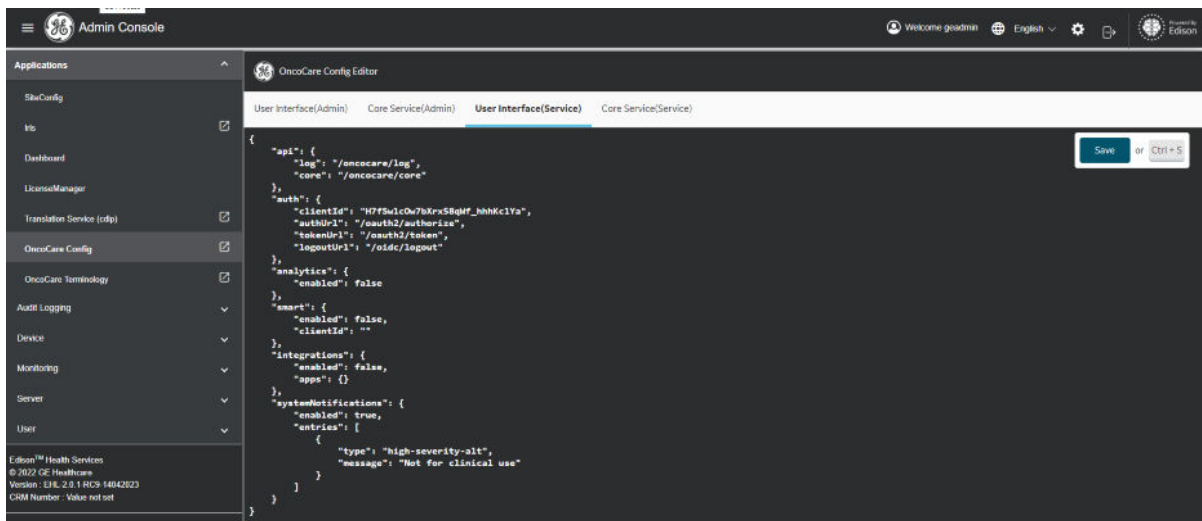 Admin Console
Welcome geadmin
English
Powered By
Edison
Applications
SiteConfig
Iris
Dashboard
LicenseManager
Translation Service (cdip)
OncoCare Config
OncoCare Terminology
Audit Logging
Device
Monitoring
Server
User
Edison™ Health Services
© 2022 GE Healthcare
Version : EHL 2.0.1-RC9-14042023
CRM Number : Value not set
OncoCare Config Editor
User Interface(Admin) Core Service(Admin) User Interface(Service) Core Service(Service)
Save or Ctrl + S
{
"api": {
"log": "/oncocare/log",
"core": "/oncocare/core"
},
"auth": {
"clientId":
"authUrl": "/oauth2/authorize",
"tokenUrl": "/oauth2/token",
"logoutUrl": "/oidc/logout"
},
"analytics": {
"enabled": false
},
"smart": {
"enabled": false,
"clientId": ""
},
"integrations": {
"enabled": false,
"apps": {}
},
"systemNotifications": {
"enabled": true,
"entries": [
{
"type": "high-severity-alt",
"message": "Not for clinical use"
}
]
}
}